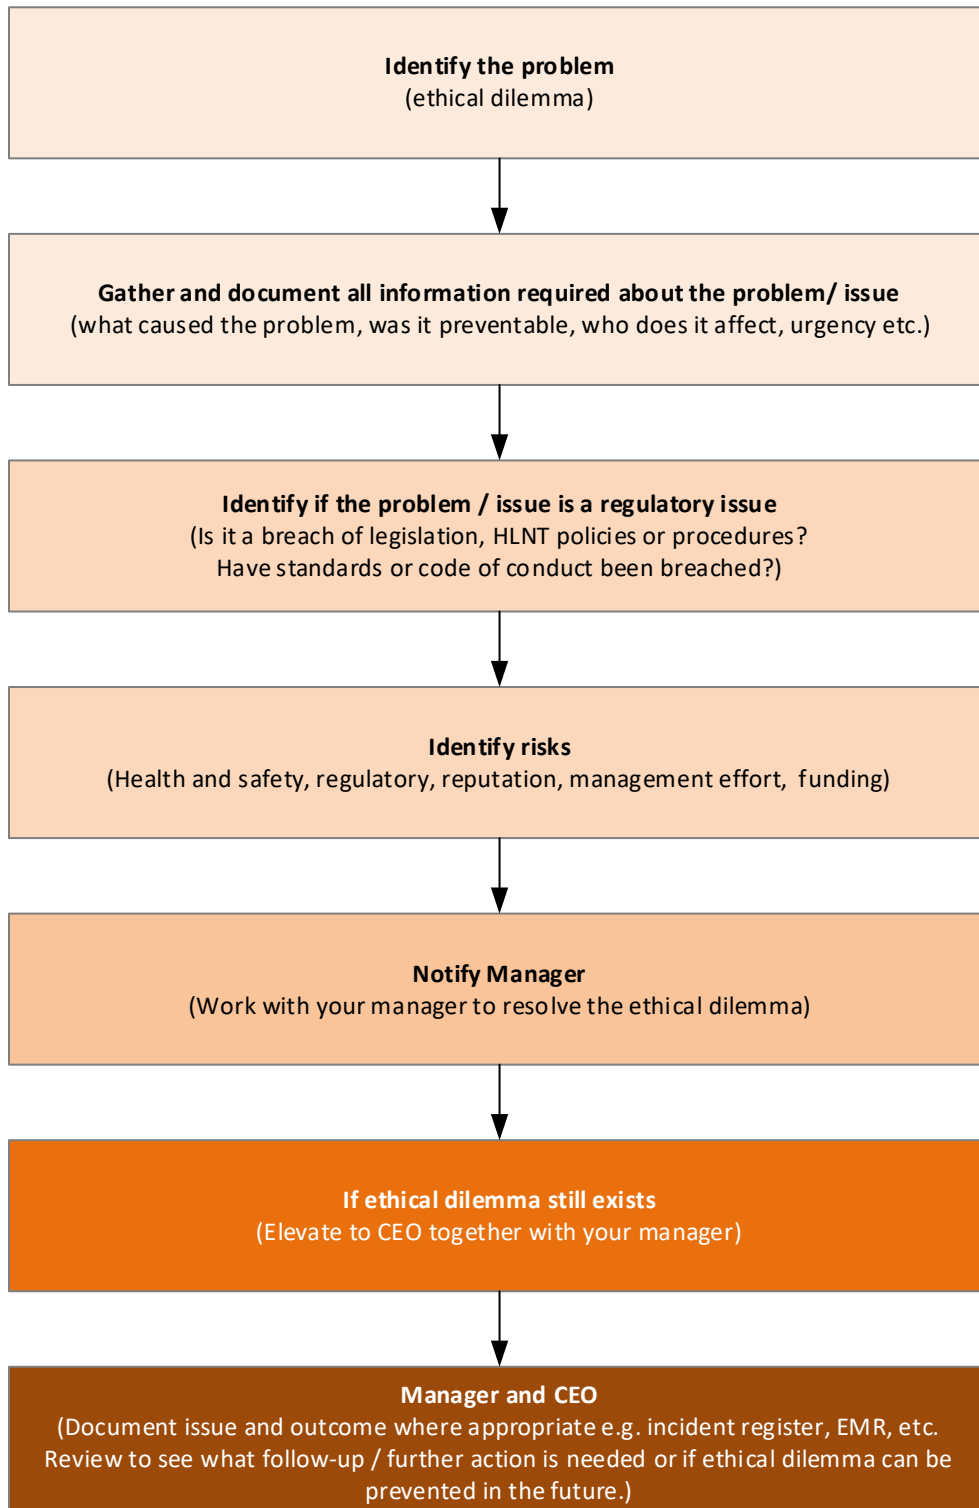 Identify the problem
(ethical dilemma)
Gather and document all information required about the problem/ issue
(what caused the problem, was it preventable, who does it affect, urgency etc.)
Identify if the problem / issue is a regulatory issue
(Is it a breach of legislation, HLNT policies or procedures?
Have standards or code of conduct been breached?)
Identify risks
(Health and safety, regulatory, reputation, management effort, funding)
Notify Manager
(Work with your manager to resolve the ethical dilemma)
If ethical dilemma still exists
(Elevate to CEO together with your manager)
Manager and CEO
(Document issue and outcome where appropriate e.g. incident register, EMR, etc.
Review to see what follow-up / further action is needed or if ethical dilemma can be
prevented in the future.)